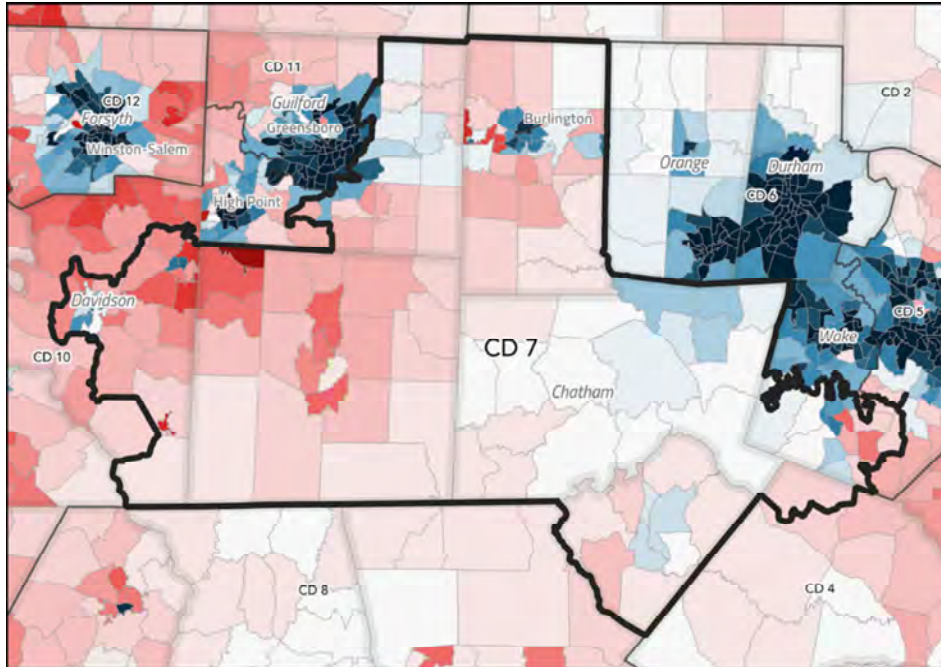 CD 11
CD 12
Forsyth
Winston-Salem
Guilford
Greensboro
High Point
Burlington
Orange
Durham
CD 6
CD 2
Davidson
CD 10
CD 7
Chatham
CD 5
Wake
CD 8
CD 4